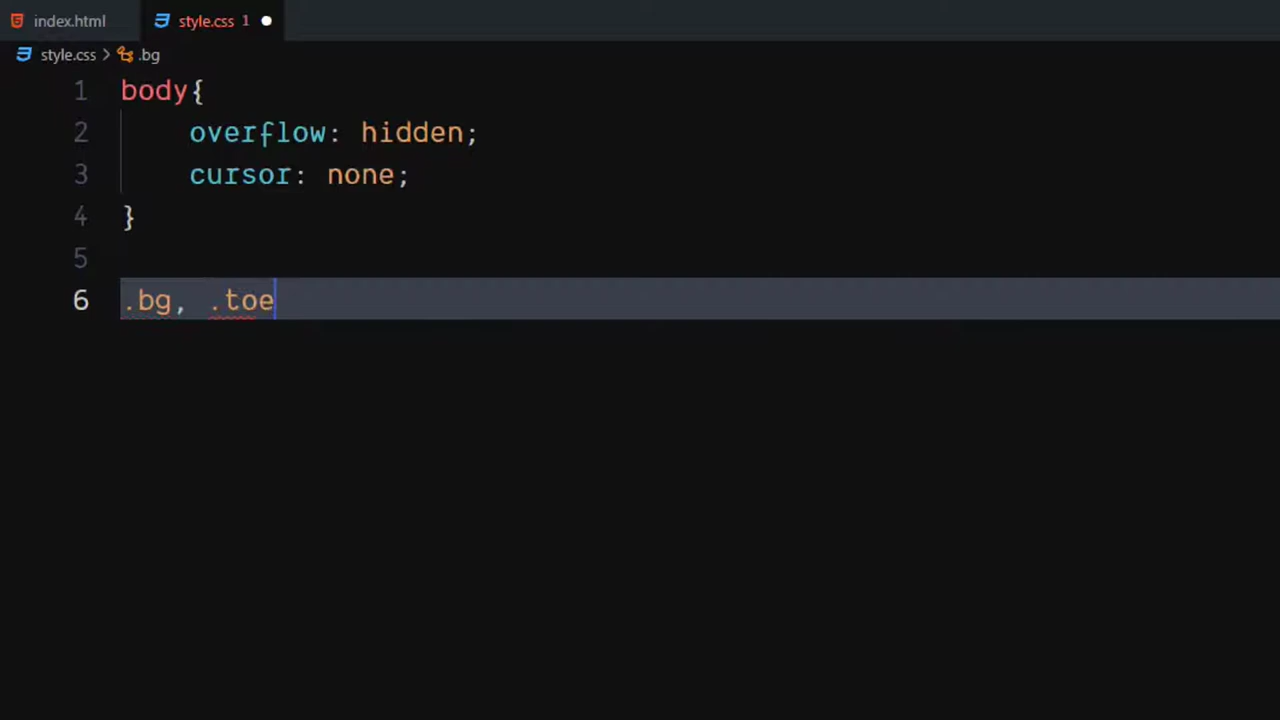 index.html style.css 1
style.css > .bg
1 body{
2 overflow: hidden;
3 cursor: none;
4 }
5
6 .bg, .toe